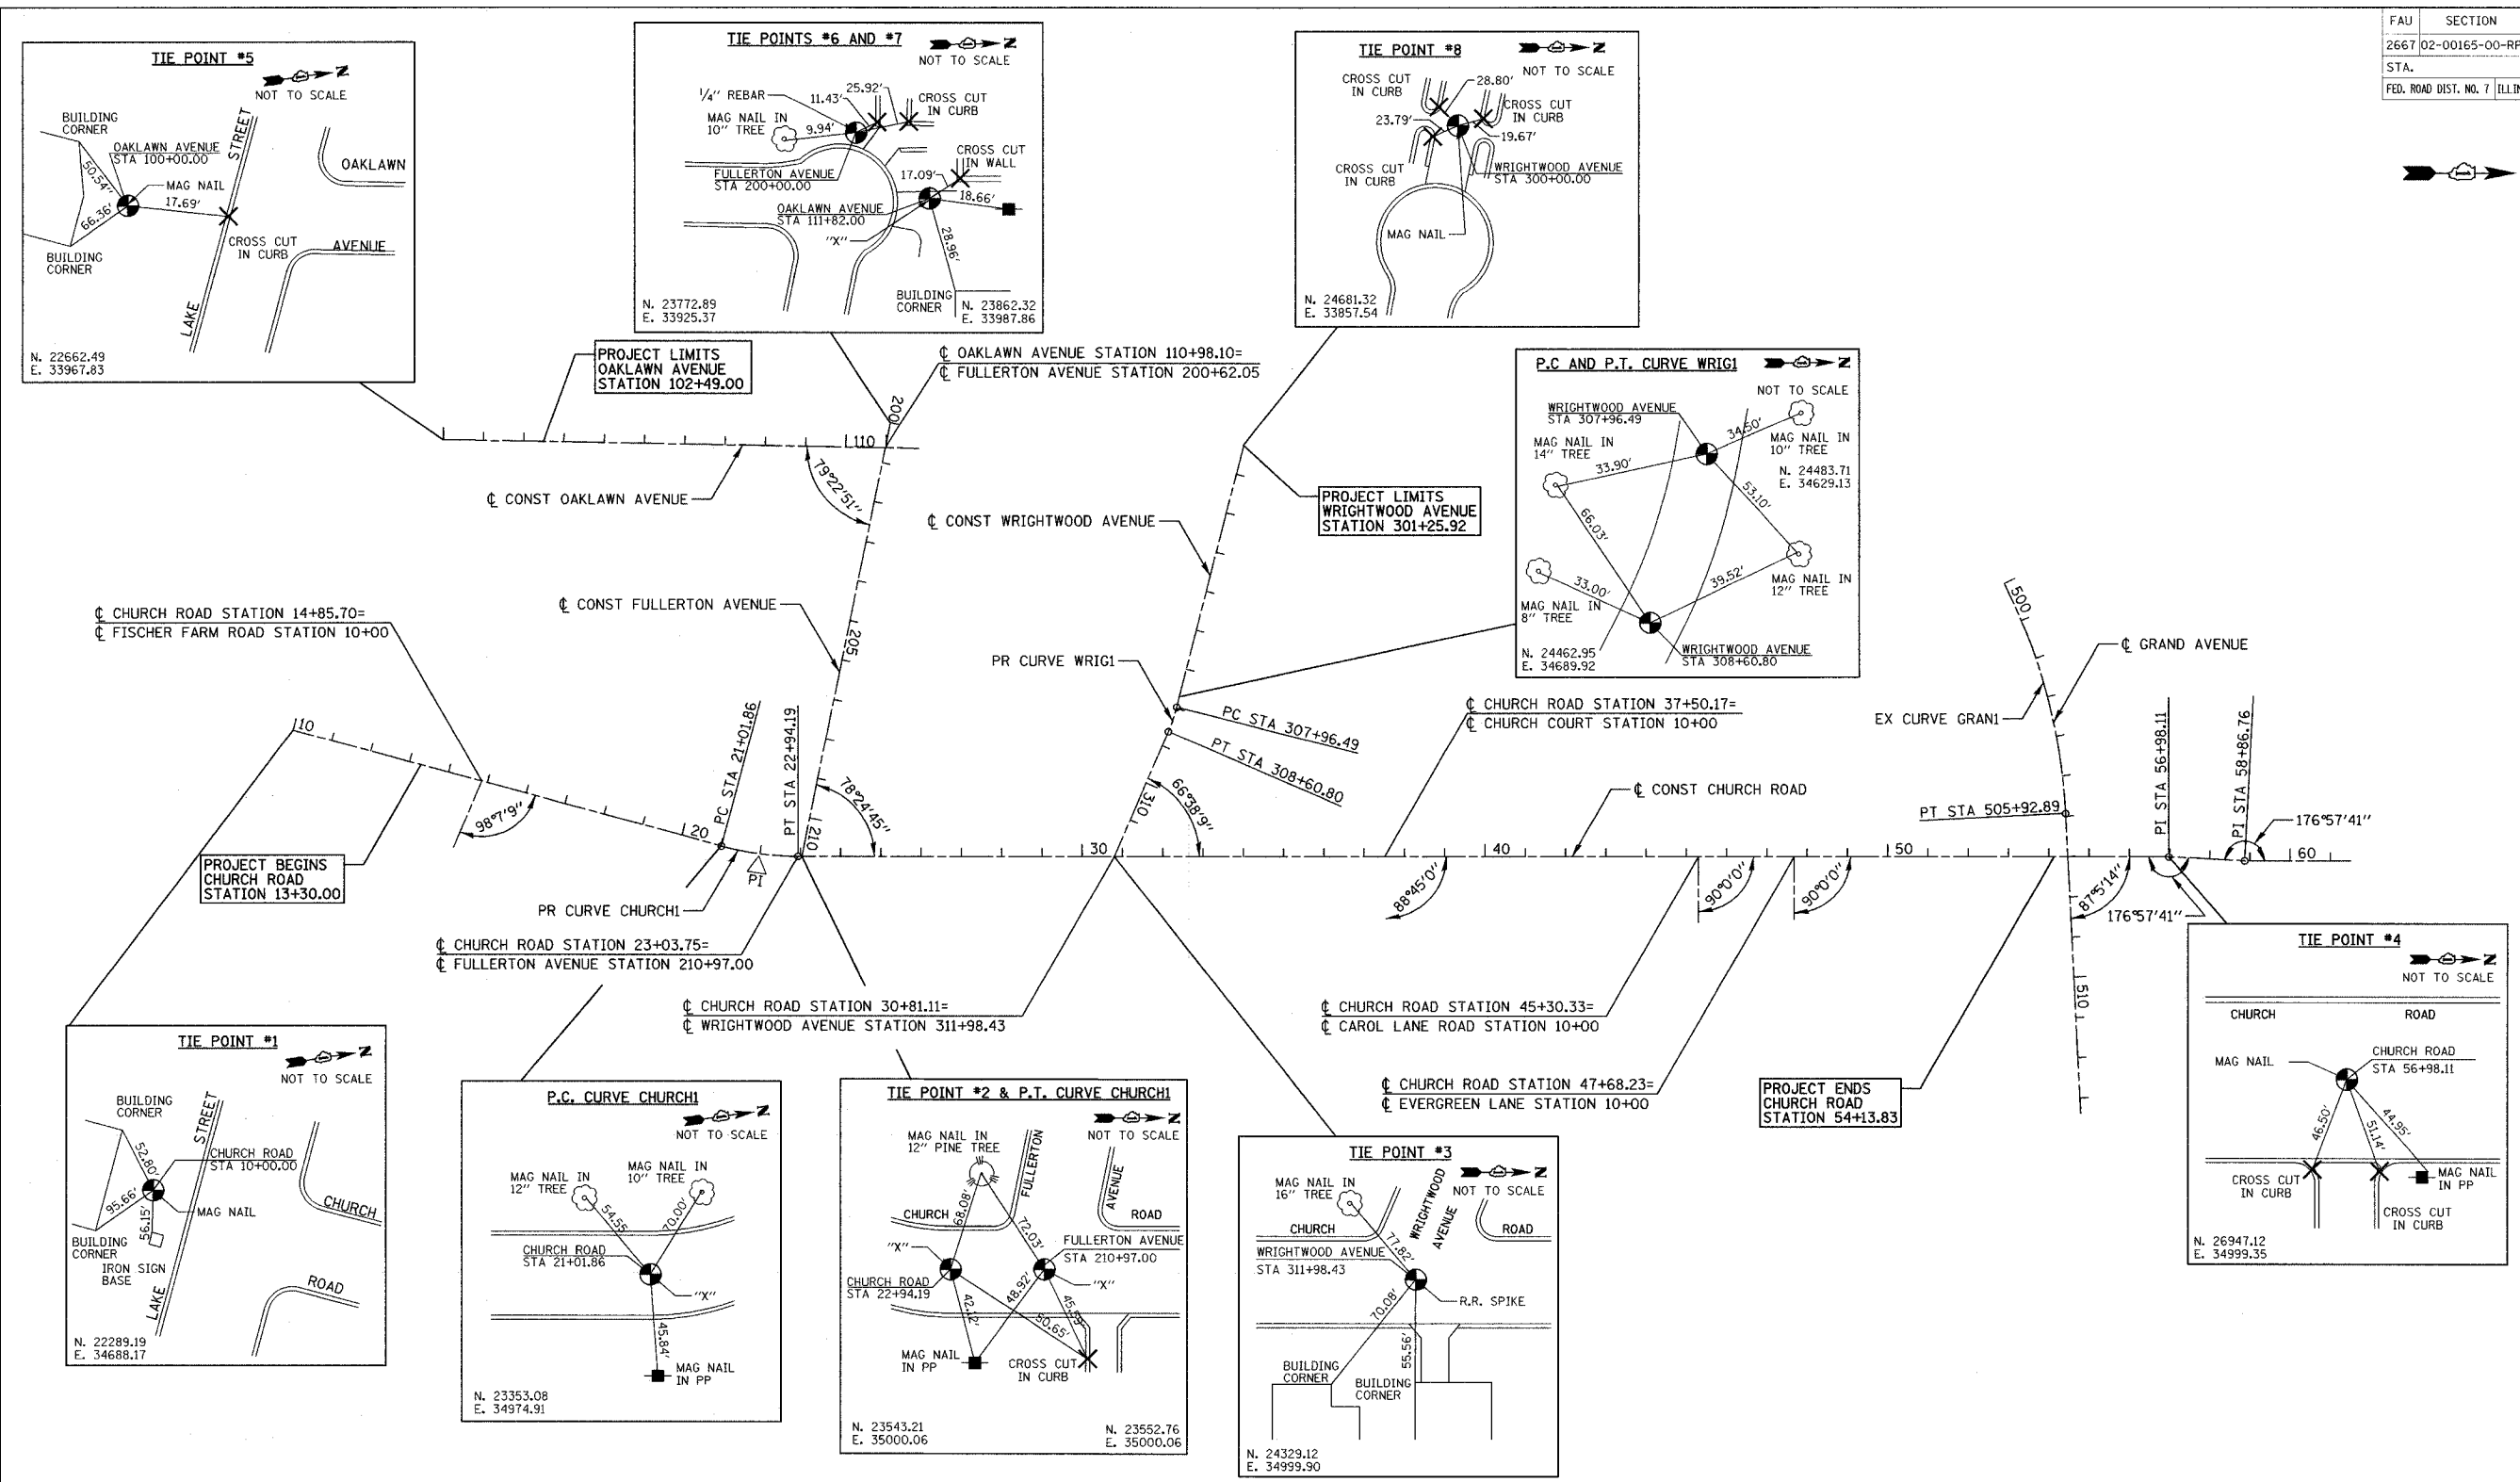 FAU SECTION
2667 02-00165-00-RP
STA.
FED. ROAD DIST. NO. 7 ILLIN
TIE POINT #5
Z
NOT TO SCALE
BUILDING
CORNER
OAKLAWN AVENUE
STA 100+00.00
STREET
OAKLAWN
50.54'
MAG NAIL
17.69'
66.36'
CROSS CUT
IN CURB
AVENUE
BUILDING
CORNER
LAKE
N. 22662.49
E. 33967.83
TIE POINTS #6 AND #7
Z
NOT TO SCALE
1/4" REBAR
11.43'
25.92'
CROSS CUT
IN CURB
MAG NAIL IN
10" TREE
9.94'
CROSS CUT
IN WALL
FULLERTON AVENUE
STA 200+00.00
17.09'
18.66'
OAKLAWN AVENUE
STA 111+82.00
"X"
28.96'
BUILDING
CORNER
N. 23772.89
E. 33925.37
N. 23862.32
E. 33987.86
TIE POINT #8
Z
NOT TO SCALE
CROSS CUT
IN CURB
28.80'
CROSS CUT
IN CURB
23.79'
19.67'
CROSS CUT
IN CURB
WRIGHTWOOD AVENUE
STA 300+00.00
MAG NAIL
N. 24681.32
E. 33857.54
PROJECT LIMITS
OAKLAWN AVENUE
STATION 102+49.00
℄ OAKLAWN AVENUE STATION 110+98.10=
℄ FULLERTON AVENUE STATION 200+62.05
P.C AND P.T. CURVE WRIG1
Z
NOT TO SCALE
WRIGHTWOOD AVENUE
STA 307+96.49
34.50'
MAG NAIL IN
14" TREE
MAG NAIL IN
10" TREE
33.90'
N. 24483.71
E. 34629.13
53.10'
66.03'
33.00'
39.52'
MAG NAIL IN
12" TREE
MAG NAIL IN
8" TREE
N. 24462.95
E. 34689.92
WRIGHTWOOD AVENUE
STA 308+60.80
200
110
79°22'51"
℄ CONST OAKLAWN AVENUE
℄ CONST WRIGHTWOOD AVENUE
PROJECT LIMITS
WRIGHTWOOD AVENUE
STATION 301+25.92
℄ CHURCH ROAD STATION 14+85.70=
℄ FISCHER FARM ROAD STATION 10+00
℄ CONST FULLERTON AVENUE
205
PR CURVE WRIG1
500
℄ GRAND AVENUE
EX CURVE GRAN1
℄ CHURCH ROAD STATION 37+50.17=
℄ CHURCH COURT STATION 10+00
PC STA 307+96.49
PT STA 308+60.80
10
PC STA 21+01.86
PT STA 22+94.19
98°7'9"
20
PI
210
78°24'45"
310
66°38'9"
30
40
50
60
℄ CONST CHURCH ROAD
PT STA 505+92.89
PI STA 56+98.11
PI STA 58+86.76
176°57'41"
PROJECT BEGINS
CHURCH ROAD
STATION 13+30.00
PR CURVE CHURCH1
88°45'0"
90°0'0"
90°0'0"
87°5'14"
176°57'41"
510
℄ CHURCH ROAD STATION 23+03.75=
℄ FULLERTON AVENUE STATION 210+97.00
℄ CHURCH ROAD STATION 30+81.11=
℄ WRIGHTWOOD AVENUE STATION 311+98.43
℄ CHURCH ROAD STATION 45+30.33=
℄ CAROL LANE ROAD STATION 10+00
℄ CHURCH ROAD STATION 47+68.23=
℄ EVERGREEN LANE STATION 10+00
PROJECT ENDS
CHURCH ROAD
STATION 54+13.83
TIE POINT #1
Z
NOT TO SCALE
BUILDING
CORNER
STREET
52.80'
CHURCH ROAD
STA 10+00.00
95.66'
MAG NAIL
56.15'
CHURCH
BUILDING
CORNER
IRON SIGN
BASE
LAKE
ROAD
N. 22289.19
E. 34688.17
P.C. CURVE CHURCH1
Z
NOT TO SCALE
MAG NAIL IN
12" TREE
MAG NAIL IN
10" TREE
54.55
70.00'
CHURCH ROAD
STA 21+01.86
"X"
45.84'
MAG NAIL
IN PP
N. 23353.08
E. 34974.91
TIE POINT #2 & P.T. CURVE CHURCH1
Z
NOT TO SCALE
MAG NAIL IN
12" PINE TREE
FULLERTON
AVENUE
68.08'
72.03'
CHURCH
ROAD
"X"
FULLERTON AVENUE
STA 210+97.00
CHURCH ROAD
STA 22+94.19
"X"
42.12'
48.92'
45.59'
50.65'
MAG NAIL
IN PP
CROSS CUT
IN CURB
N. 23543.21
E. 35000.06
N. 23552.76
E. 35000.06
TIE POINT #3
Z
NOT TO SCALE
MAG NAIL IN
16" TREE
WRIGHTWOOD
AVENUE
CHURCH
ROAD
77.82'
WRIGHTWOOD AVENUE
STA 311+98.43
R.R. SPIKE
70.08'
55.56'
BUILDING
CORNER
BUILDING
CORNER
N. 24329.12
E. 34999.90
TIE POINT #4
Z
NOT TO SCALE
CHURCH
ROAD
MAG NAIL
CHURCH ROAD
STA 56+98.11
46.50'
51.14'
44.95'
CROSS CUT
IN CURB
MAG NAIL
IN PP
CROSS CUT
IN CURB
N. 26947.12
E. 34999.35